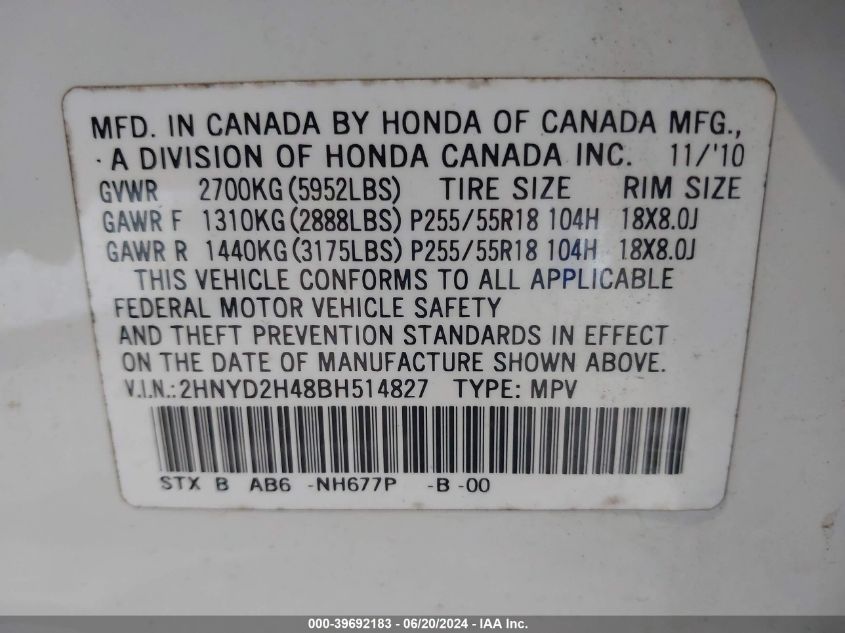 MFD. IN CANADA BY HONDA OF CANADA MFG.,
A DIVISION OF HONDA CANADA INC. 11/'10
GVWR 2700KG(5952LBS) TIRE SIZE RIM SIZE
GAWR F 1310KG(2888LBS) P255/55R18 104H 18X8.0J
GAWR R 1440KG(3175LBS) P255/55R18 104H 18X8.0J
THIS VEHICLE CONFORMS TO ALL APPLICABLE
FEDERAL MOTOR VEHICLE SAFETY
AND THEFT PREVENTION STANDARDS IN EFFECT
ON THE DATE OF MANUFACTURE SHOWN ABOVE.
V.I.N.:2HNYD2H48BH514827 TYPE: MPV
STX B AB6 -NH677P -B -00
000-39692183 - 06/20/2024 - IAA Inc.